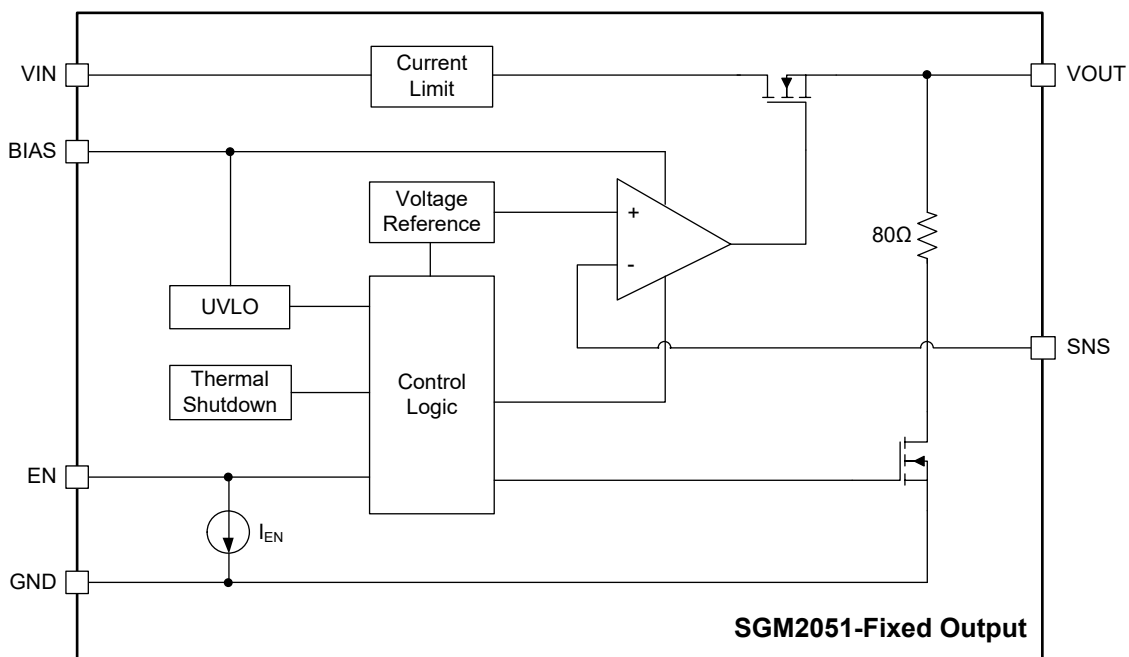 VIN
Current
Limit
VOUT
BIAS
Voltage
Reference
+
-
80Ω
UVLO
SNS
Thermal
Shutdown
Control
Logic
EN
IEN
GND
SGM2051-Fixed Output